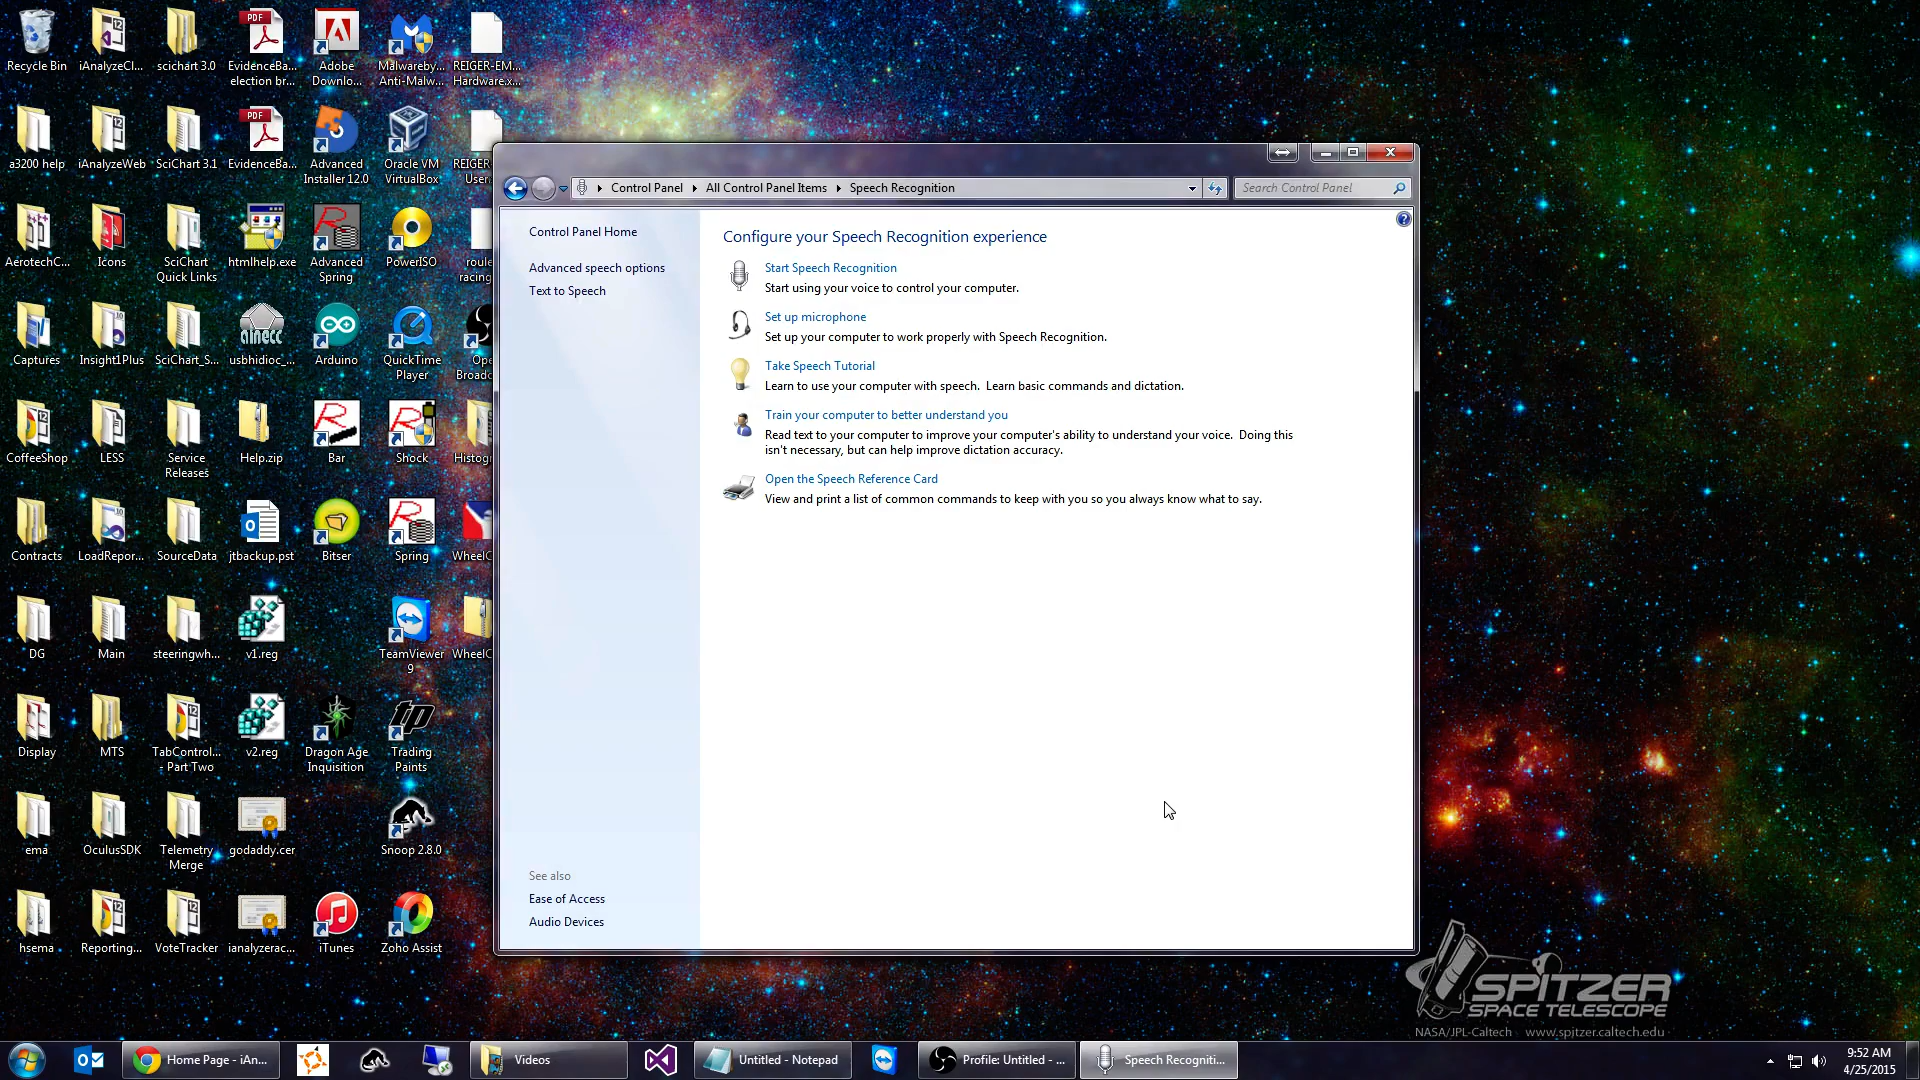 Recycle Bin
iAnalyzeCl...
scichart 3.0
PDF
EvidenceBa...
election br...
Adobe
Downlo...
Malwareby...
Anti-Malw...
REIGER-EM...
Hardware.x...
a3200 help
iAnalyzeWeb
SciChart 3.1
PDF
EvidenceBa...
Advanced
Installer 12.0
Oracle VM
VirtualBox
REIGER
User
AerotechC...
Icons
SciChart
Quick Links
htmlhelp.exe
Advanced
Spring
PowerISO
roule
racing
Captures
Insight1Plus
SciChart_S...
ainecc
usbhidioc_...
Arduino
QuickTime
Player
Ope
Broadc
CoffeeShop
LESS
Service
Releases
Help.zip
Bar
Shock
Histog
Contracts
LoadRepor...
SourceData
jtbackup.pst
Bitser
Spring
WheelC
DG
Main
steeringwh...
v1.reg
TeamViewer
9
WheelC
Display
MTS
TabControl...
- Part Two
v2.reg
Dragon Age
Inquisition
tp
Trading
Paints
ema
OculusSDK
Telemetry
Merge
godaddy.cer
Snoop 2.8.0
hsema
Reporting...
VoteTracker
ianalyzerac...
iTunes
Zoho Assist
Control Panel
All Control Panel Items
Speech Recognition
Search Control Panel
Control Panel Home
Advanced speech options
Text to Speech
See also
Ease of Access
Audio Devices
Configure your Speech Recognition experience
Start Speech Recognition
Start using your voice to control your computer.
Set up microphone
Set up your computer to work properly with Speech Recognition.
Take Speech Tutorial
Learn to use your computer with speech. Learn basic commands and dictation.
Train your computer to better understand you
Read text to your computer to improve your computer's ability to understand your voice. Doing this
isn't necessary, but can help improve dictation accuracy.
Open the Speech Reference Card
View and print a list of common commands to keep with you so you always know what to say.
SPITZER
SPACE TELESCOPE
NASA/JPL-Caltech www.spitzer.caltech.edu
Home Page - iAn...
Videos
Untitled - Notepad
Profile: Untitled - ...
Speech Recogniti...
9:52 AM
4/25/2015